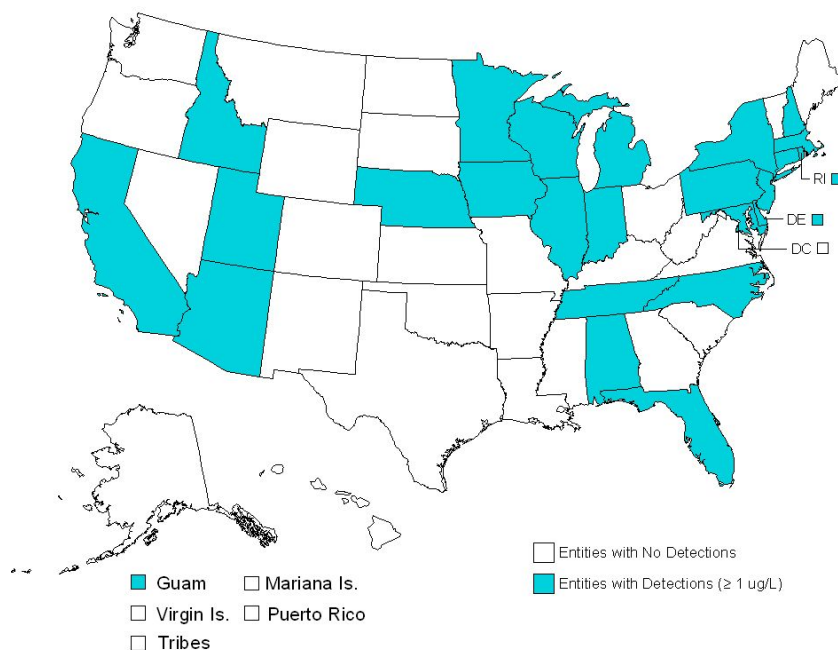 RI
DE
DC
Entities with No Detections
Entities with Detections (≥ 1 ug/L)
Guam
Mariana Is.
Virgin Is.
Puerto Rico
Tribes